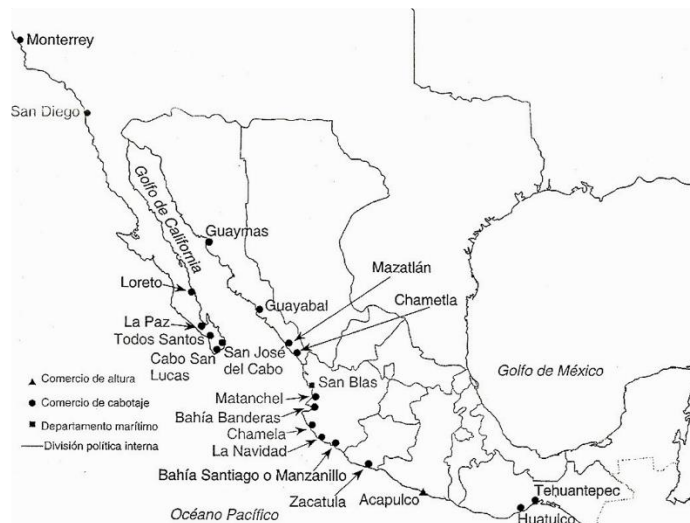 Monterrey
San Diego
Golfo de California
Guaymas
Mazatlán
Loreto
Guayabal
Chametla
La Paz
Todos Santos
Cabo San
Lucas
San José
del Cabo
Golfo de México
Comercio de altura
Comercio de cabotaje
Departamento marítimo
División política interna
San Blas
Matanchel
Bahía Banderas
Chamela
La Navidad
Bahía Santiago o Manzanillo
Zacatula
Acapulco
Tehuantepec
Huatulco
Océano Pacífico